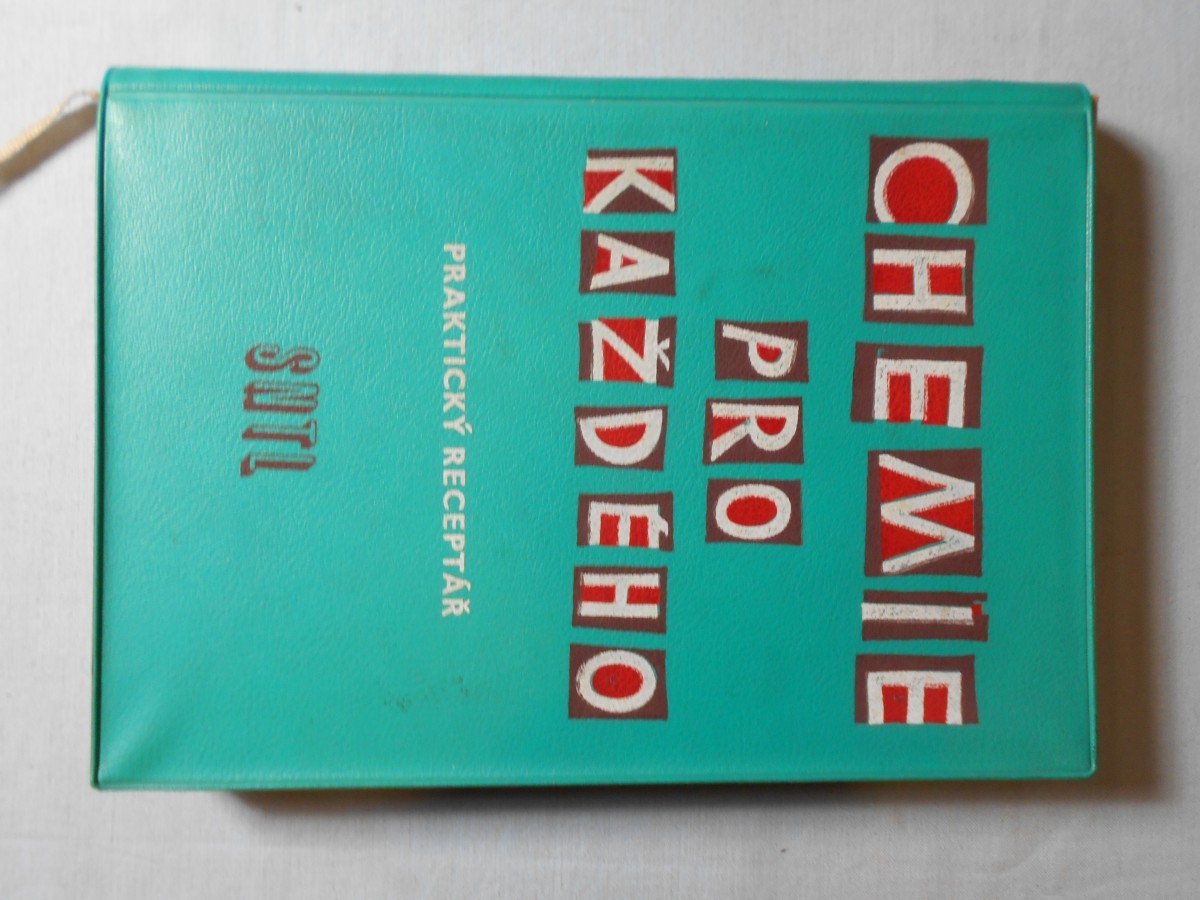 CHEMIE
PRO
KAŽDÉHO
PRAKTICKÝ RECEPTÁŘ
SNTL